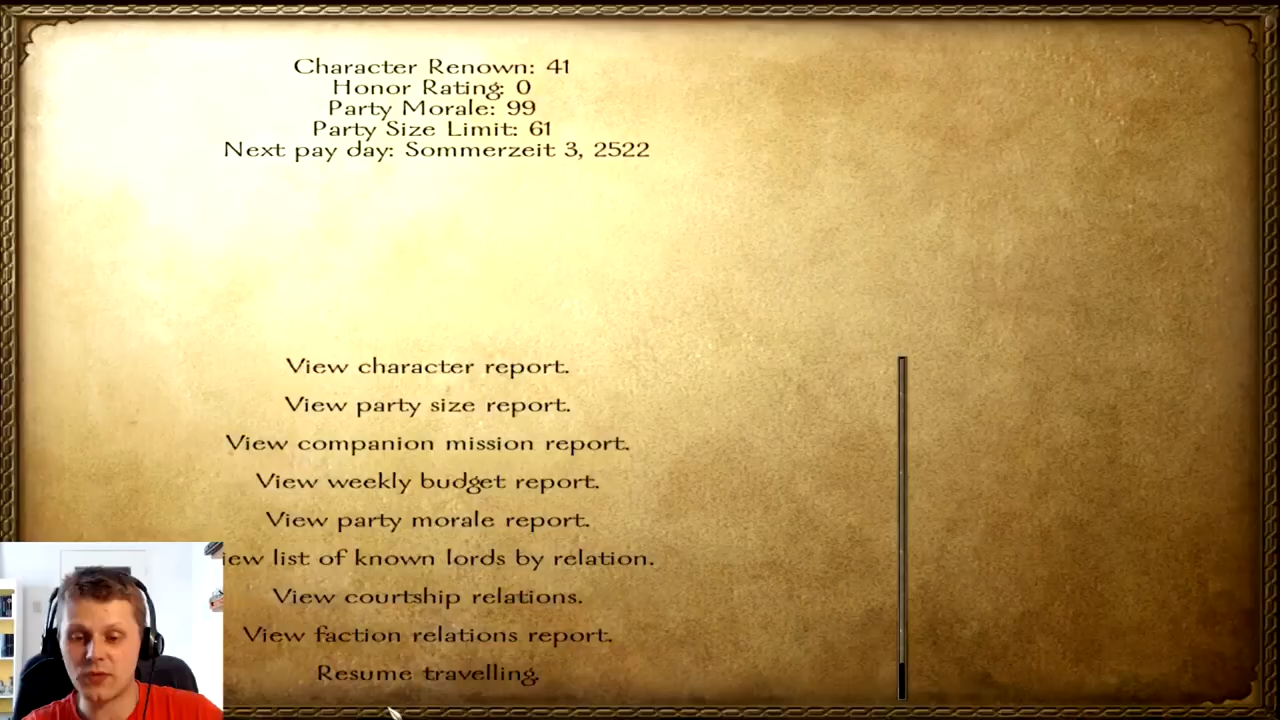 Character Renown: 41
Honor Rating: 0
Party Morale: 99
Party Size Limit: 61
Next pay day: Sommerzeit 3, 2522
View character report.
View party size report.
View companion mission report.
View weekly budget report.
View party morale report.
iew list of known lords by relation.
View courtship relations.
View faction relations report.
Resume travelling.